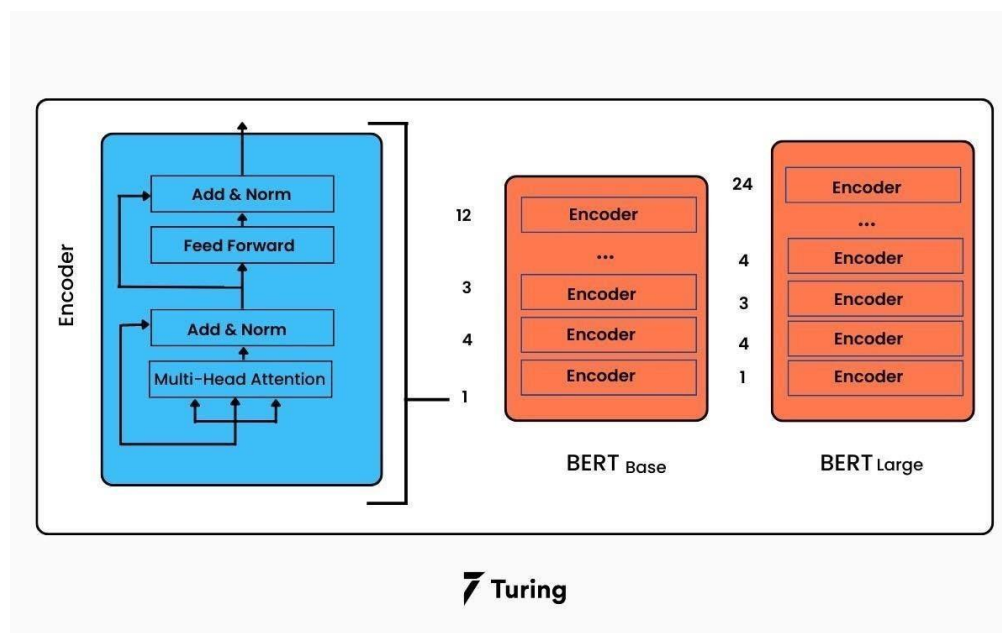 Encoder
Add & Norm
Feed Forward
Add & Norm
Multi-Head Attention
12
3
4
1
Encoder
...
Encoder
Encoder
Encoder
BERT Base
24
4
3
4
1
Encoder
...
Encoder
Encoder
Encoder
Encoder
BERT Large
Turing